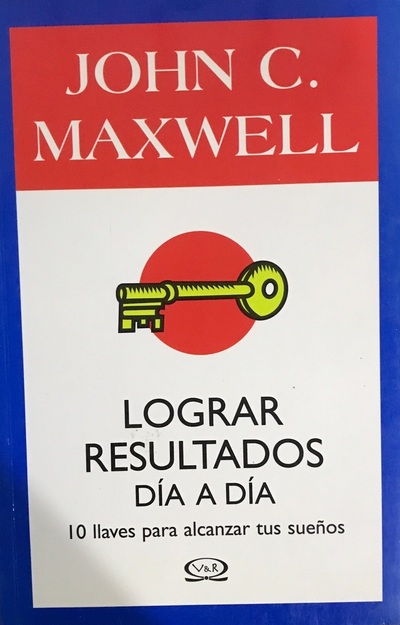 JOHN C.
MAXWELL
LOGRAR
RESULTADOS
DÍA A DÍA
10 llaves para alcanzar tus sueños
V&R